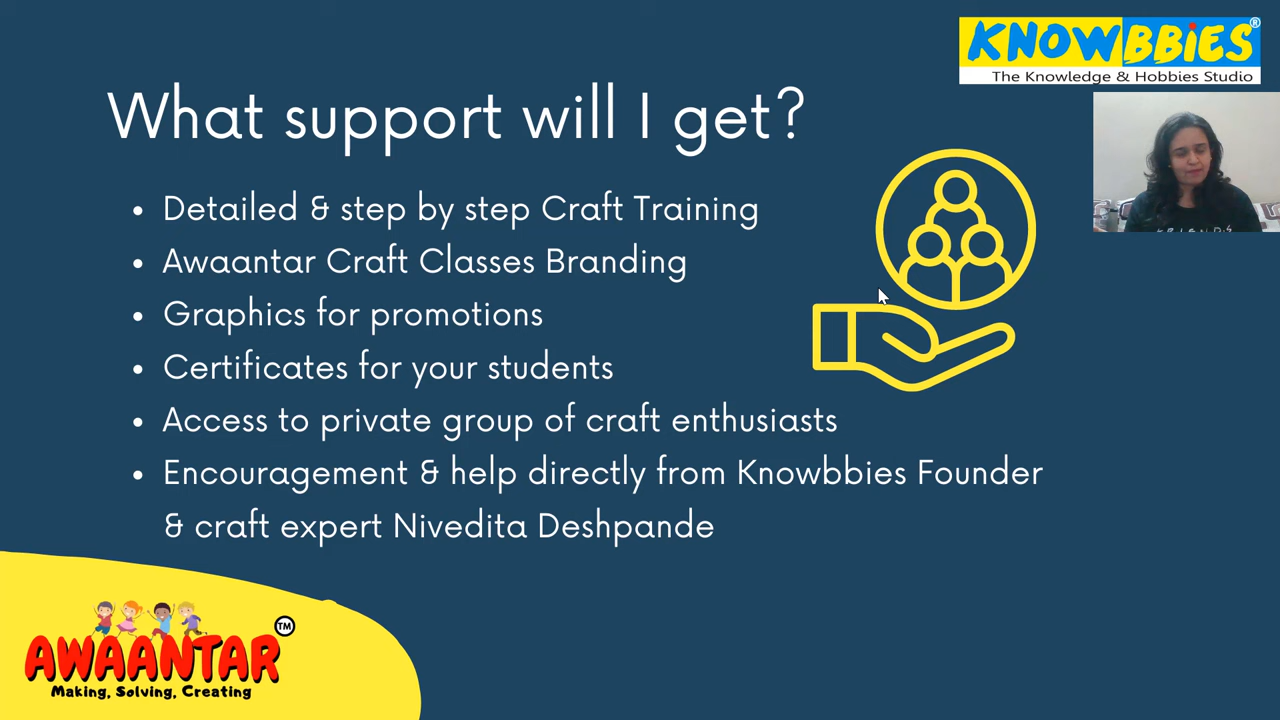 KNOWBBIES®
The Knowledge & Hobbies Studio
What support will I get?
• Detailed & step by step Craft Training
• Awaantar Craft Classes Branding
• Graphics for promotions
• Certificates for your students
• Access to private group of craft enthusiasts
• Encouragement & help directly from Knowbbies Founder
& craft expert Nivedita Deshpande
AWAANTAR TM
Making, Solving, Creating